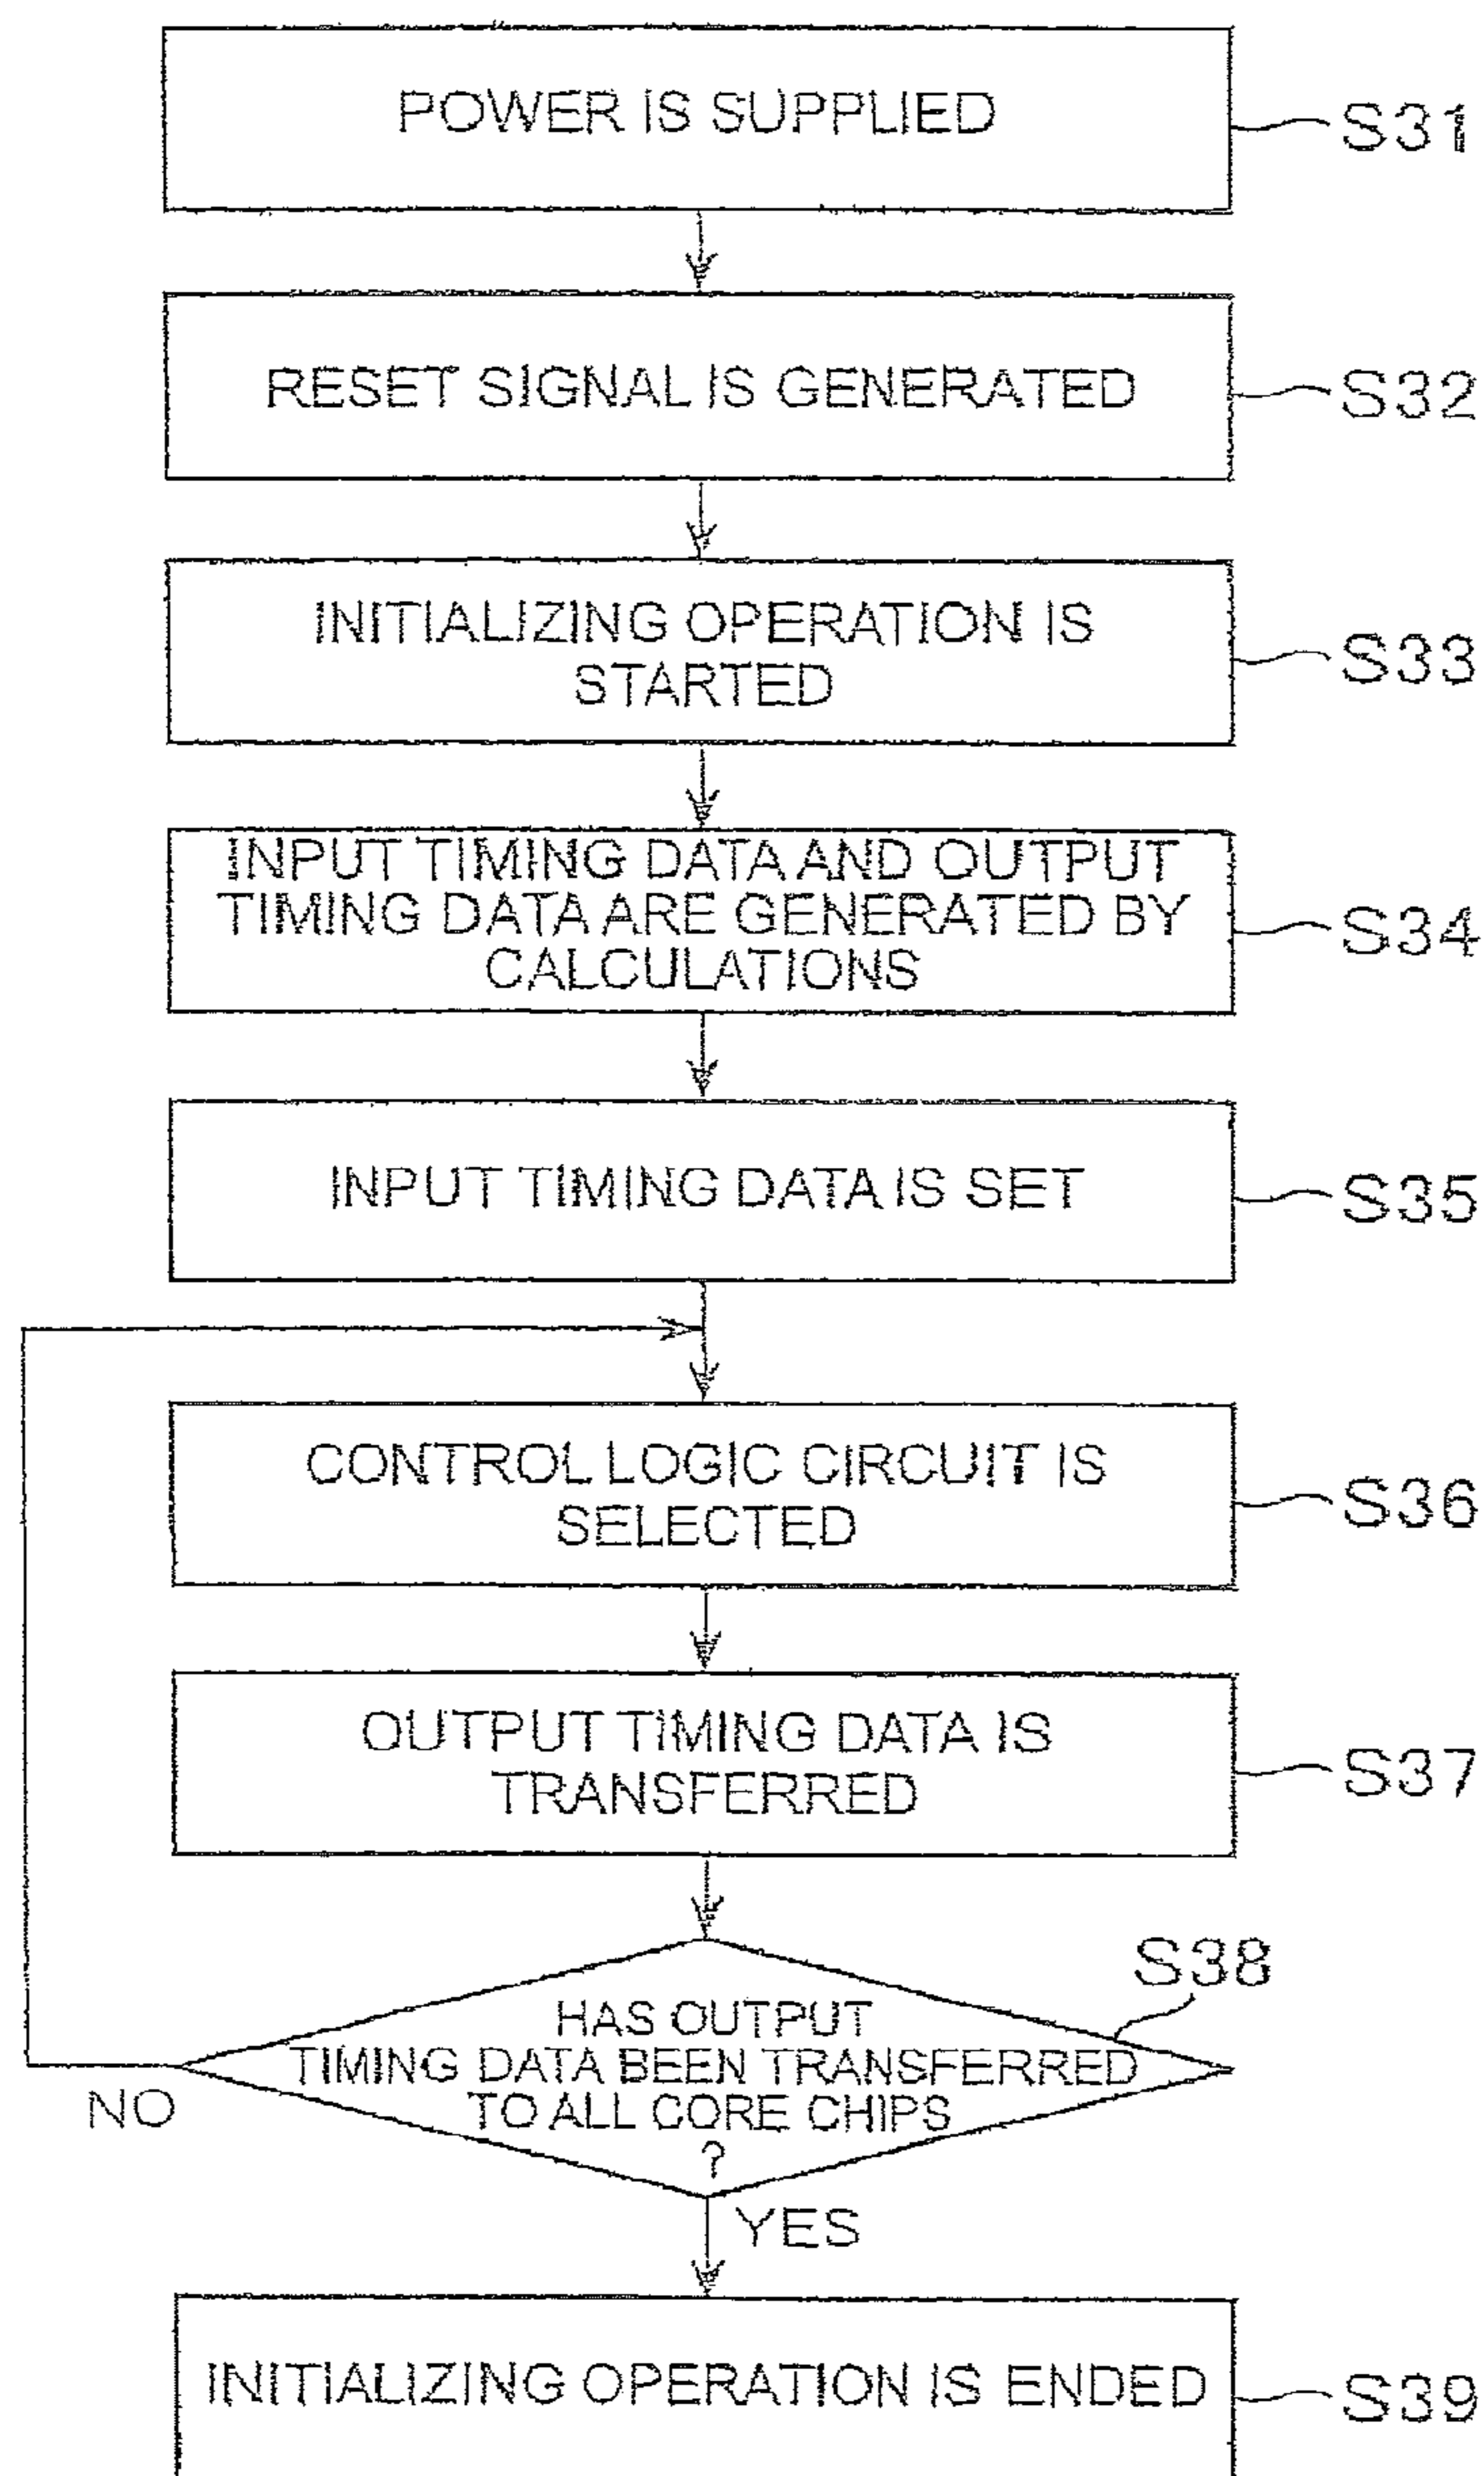 POWER IS SUPPLIED
S31
RESET SIGNAL IS GENERATED
S32
INITIALIZING OPERATION IS
STARTED
S33
INPUT TIMING DATA AND OUTPUT
TIMING DATA ARE GENERATED BY
CALCULATIONS
S34
INPUT TIMING DATA IS SET
S35
CONTROL LOGIC CIRCUIT IS
SELECTED
S36
OUTPUT TIMING DATA IS
TRANSFERRED
S37
S38
HAS OUTPUT
TIMING DATA BEEN TRANSFERRED
TO ALL CORE CHIPS
?
NO
YES
INITIALIZING OPERATION IS ENDED
S39